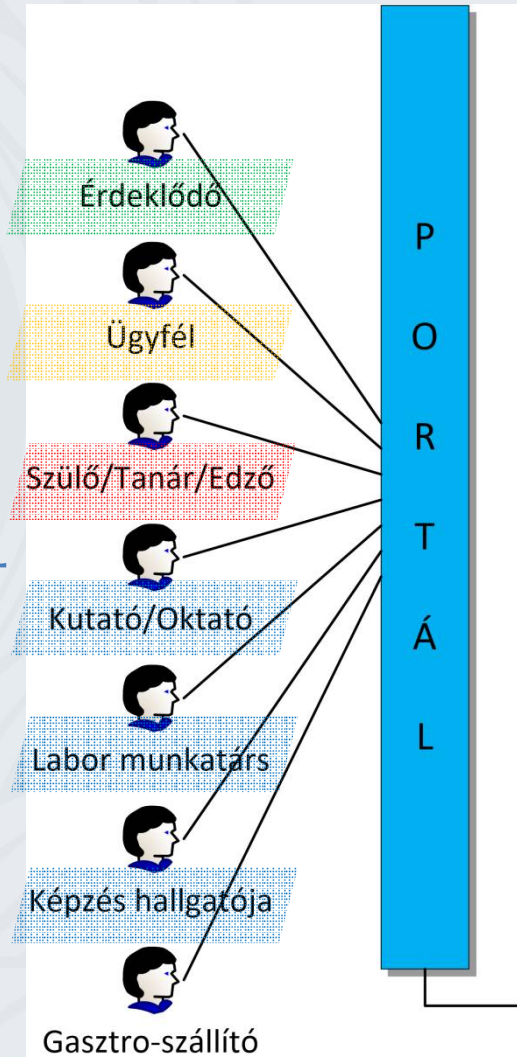 Érdeklődő
Ügyfél
Szülő/Tanár/Edző
Kutató/Oktató
Labor munkatárs
Képzés hallgatója
Gasztro-szállító
P
O
R
T
Á
L